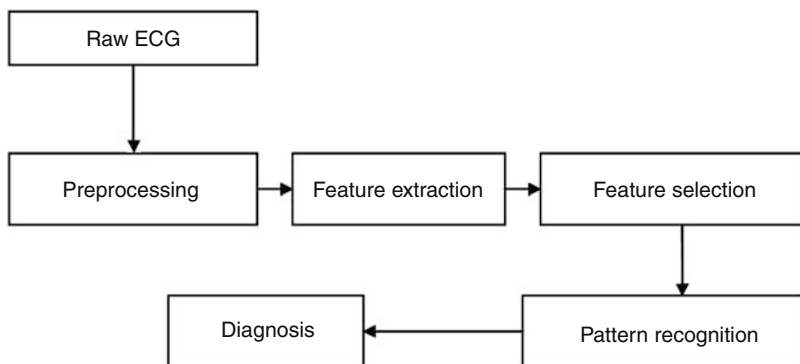 Raw ECG
Preprocessing
Feature extraction
Feature selection
Pattern recognition
Diagnosis